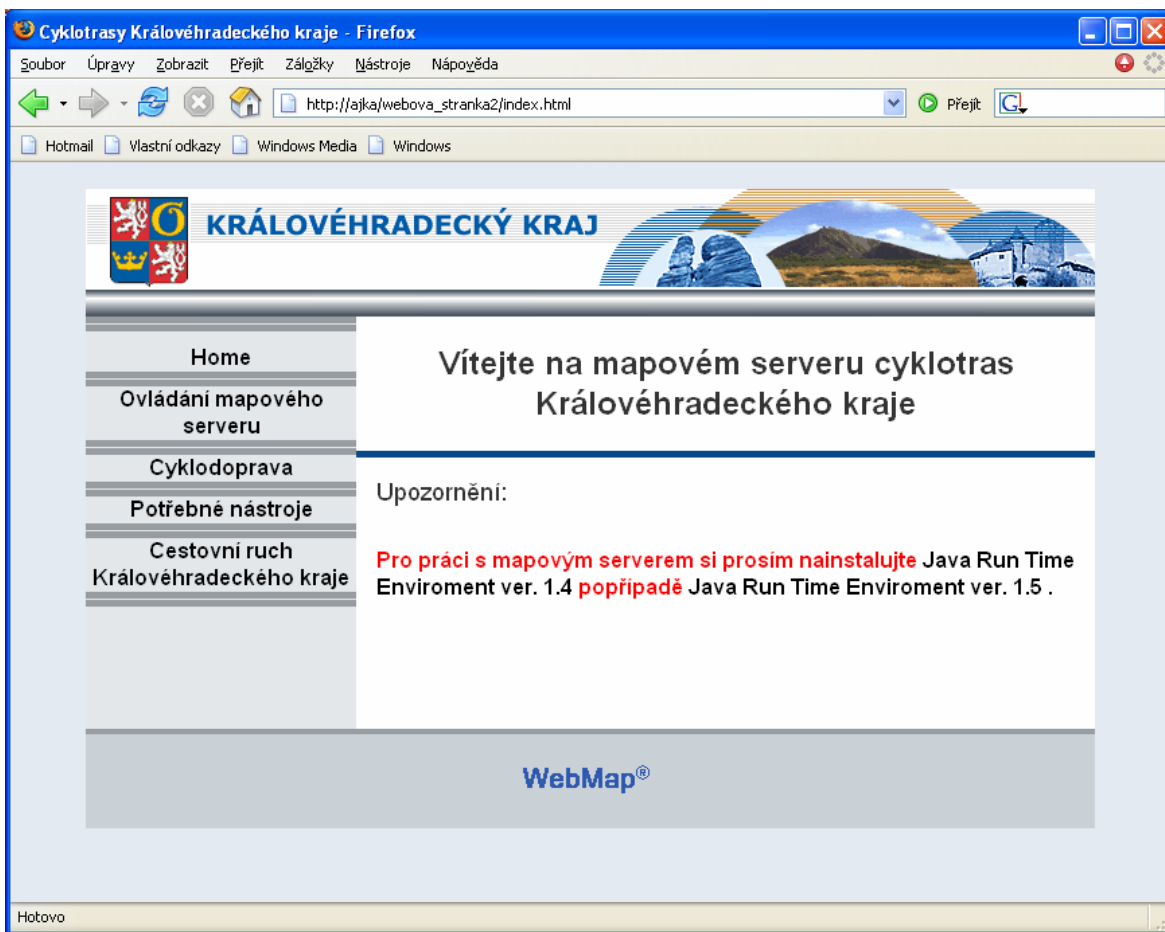 Cyklotrasy Královéhradeckého kraje - Firefox
Soubor Úpravy Zobrazit Přejít Záložky Nástroje Nápověda
http://ajka/webova_stranka2/index.html Přejít G
Hotmail Vlastní odkazy Windows Media Windows
KRÁLOVÉHRADECKÝ KRAJ
Home
Ovládání mapového
serveru
Cyklodoprava
Potřebné nástroje
Cestovní ruch
Královéhradeckého kraje
Vítejte na mapovém serveru cyklotras
Královéhradeckého kraje
Upozornění:
Pro práci s mapovým serverem si prosím nainstalujte Java Run Time
Enviroment ver. 1.4 popřípadě Java Run Time Enviroment ver. 1.5 .
WebMap®
Hotovo